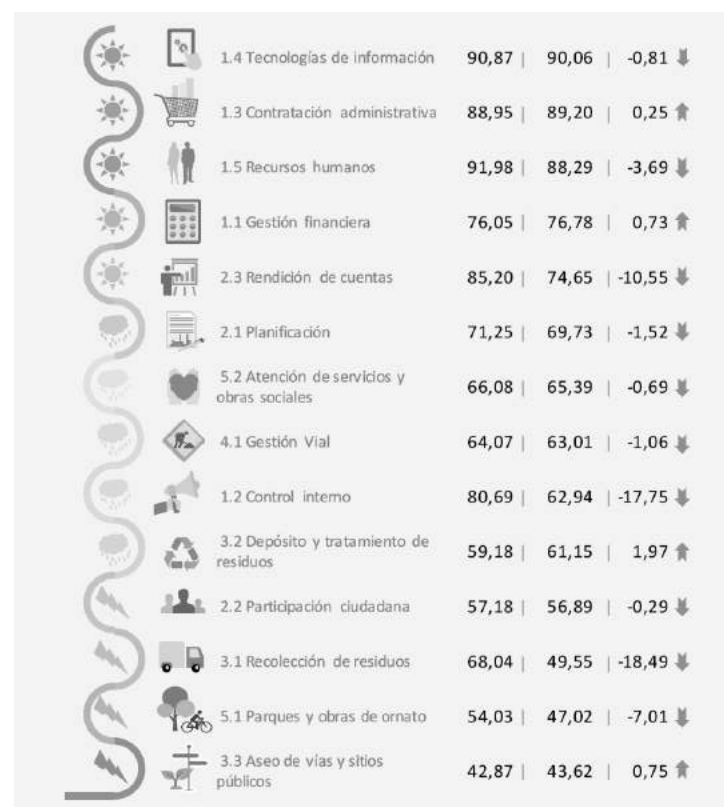 1.4 Tecnologías de información 90,87 | 90,06 | -0,81
1.3 Contratación administrativa 88,95 | 89,20 | 0,25
1.5 Recursos humanos 91,98 | 88,29 | -3,69
1.1 Gestión financiera 76,05 | 76,78 | 0,73
2.3 Rendición de cuentas 85,20 | 74,65 | -10,55
2.1 Planificación 71,25 | 69,73 | -1,52
5.2 Atención de servicios y
obras sociales 66,08 | 65,39 | -0,69
4.1 Gestión Vial 64,07 | 63,01 | -1,06
1.2 Control interno 80,69 | 62,94 | -17,75
3.2 Depósito y tratamiento de
residuos 59,18 | 61,15 | 1,97
2.2 Participación ciudadana 57,18 | 56,89 | -0,29
3.1 Recolección de residuos 68,04 | 49,55 | -18,49
5.1 Parques y obras de ornato 54,03 | 47,02 | -7,01
3.3 Aseo de vías y sitios
públicos 42,87 | 43,62 | 0,75